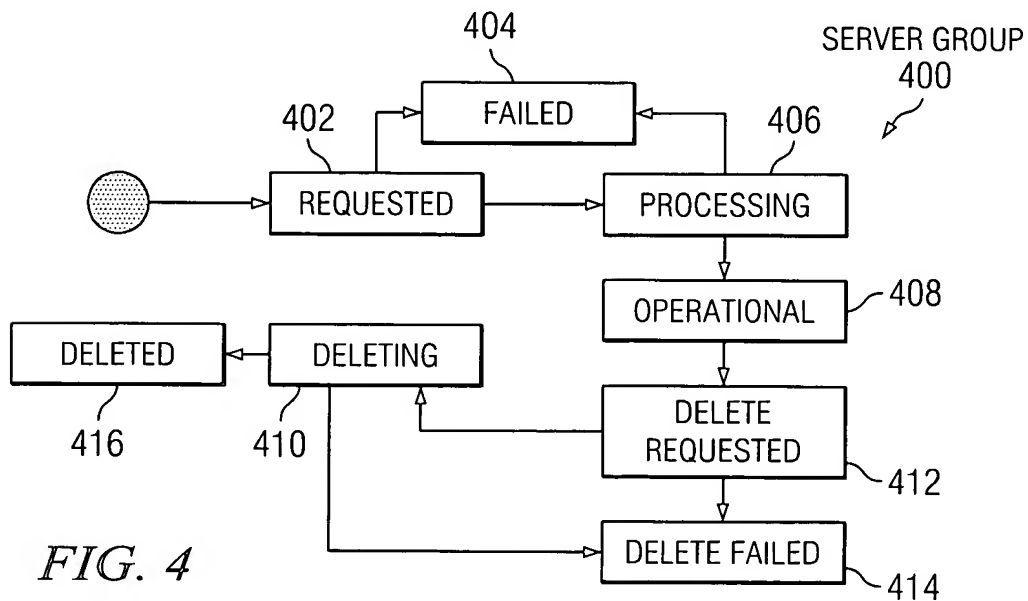 404
SERVER GROUP
400
402
FAILED
406
REQUESTED
PROCESSING
OPERATIONAL
408
DELETED
DELETING
DELETE
REQUESTED
416
410
412
DELETE FAILED
414
FIG. 4